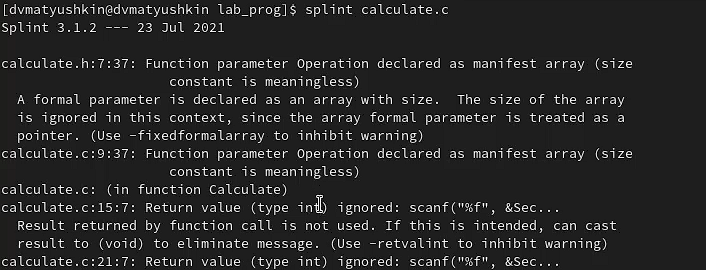 [dvmatyushkin@dvmatyushkin lab_prog]$ splint calculate.c
Splint 3.1.2 --- 23 Jul 2021
calculate.h:7:37: Function parameter Operation declared as manifest array (size
constant is meaningless)
A formal parameter is declared as an array with size.  The size of the array
is ignored in this context, since the array formal parameter is treated as a
pointer. (Use -fixedformalarray to inhibit warning)
calculate.c:9:37: Function parameter Operation declared as manifest array (size
constant is meaningless)
calculate.c: (in function Calculate)
calculate.c:15:7: Return value (type int) ignored: scanf("%f", &Sec...
Result returned by function call is not used. If this is intended, can cast
result to (void) to eliminate message. (Use -retvalint to inhibit warning)
calculate.c:21:7: Return value (type int) ignored: scanf("%f", &Sec...